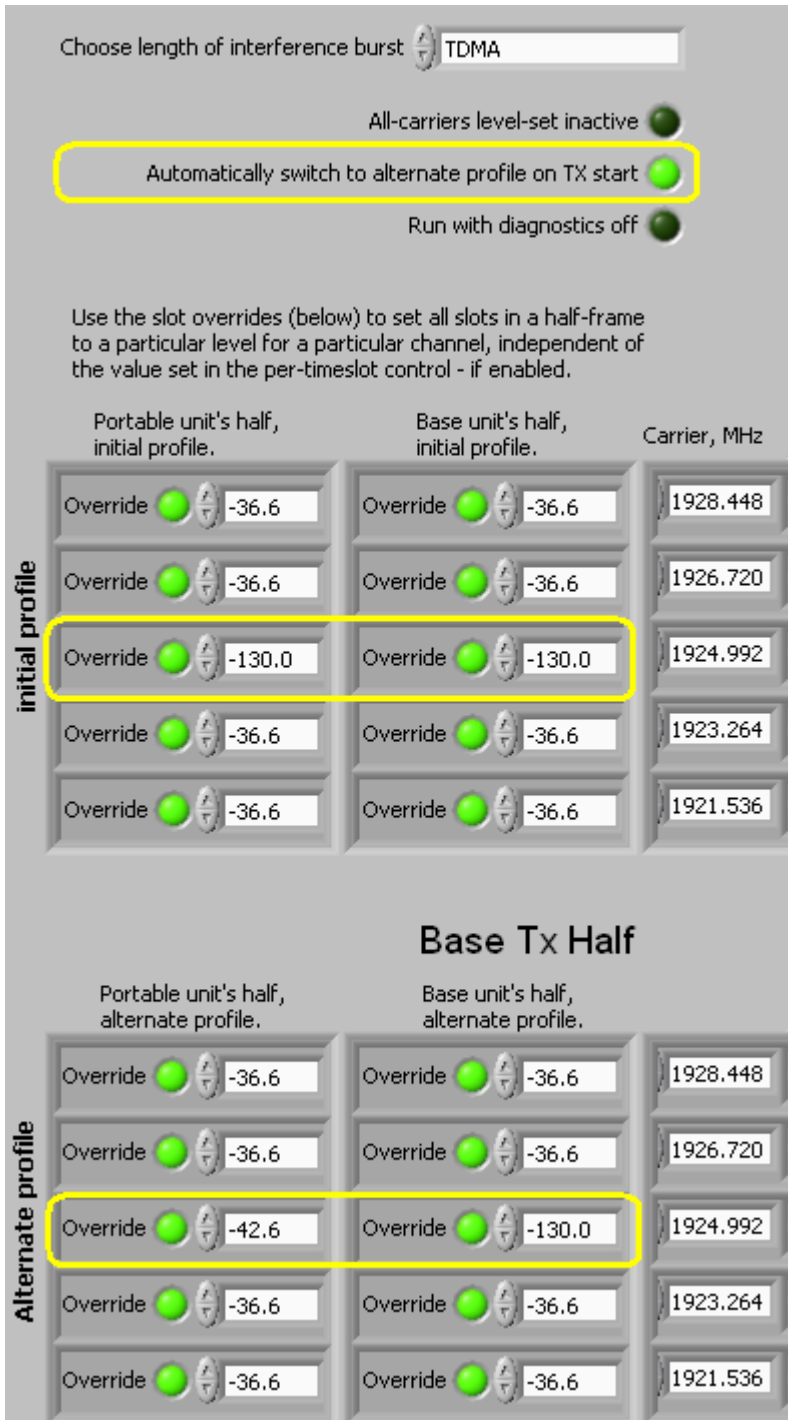 Choose length of interference burst TDMA
All-carriers level-set inactive
Automatically switch to alternate profile on TX start
Run with diagnostics off
Use the slot overrides (below) to set all slots in a half-frame
to a particular level for a particular channel, independent of
the value set in the per-timeslot control - if enabled.
Portable unit's half,
initial profile.
Base unit's half,
initial profile.
Carrier, MHz
initial profile
Override -36.6 Override -36.6 1928.448
Override -36.6 Override -36.6 1926.720
Override -130.0 Override -130.0 1924.992
Override -36.6 Override -36.6 1923.264
Override -36.6 Override -36.6 1921.536
Base Tx Half
Portable unit's half,
alternate profile.
Base unit's half,
alternate profile.
Alternate profile
Override -36.6 Override -36.6 1928.448
Override -36.6 Override -36.6 1926.720
Override -42.6 Override -130.0 1924.992
Override -36.6 Override -36.6 1923.264
Override -36.6 Override -36.6 1921.536